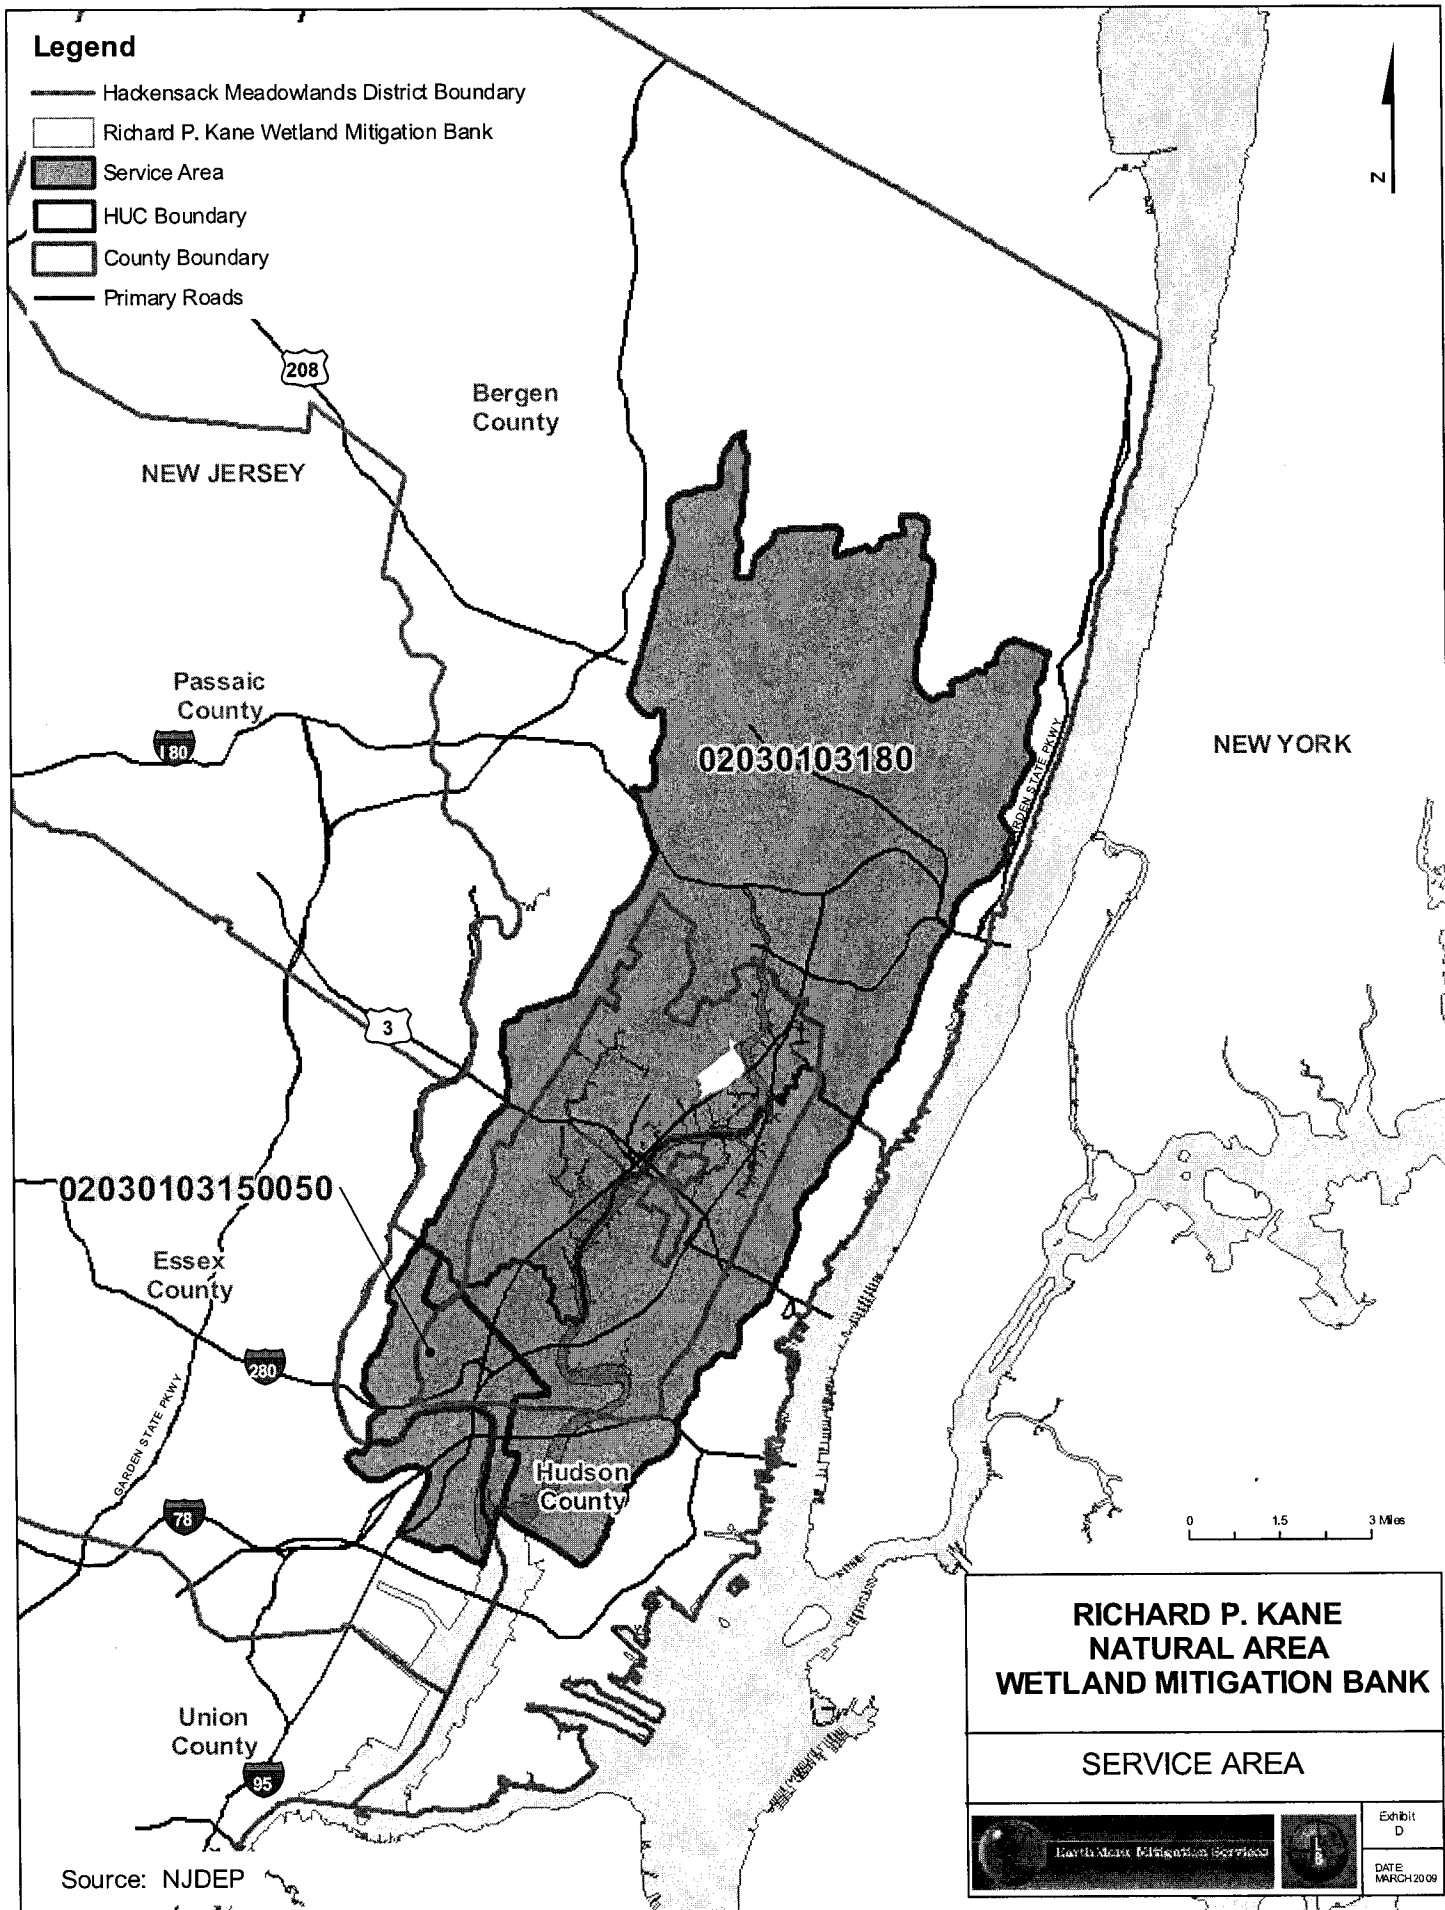 Legend
Hackensack Meadowlands District Boundary
Richard P. Kane Wetland Mitigation Bank
Service Area
HUC Boundary
County Boundary
Primary Roads
N
208
Bergen
County
NEW JERSEY
Passaic
County
I 80
02030103180
NEW YORK
GARDEN STATE PKWY
3
02030103150050
Essex
County
280
GARDEN STATE PKWY
Hudson
County
78
0 1.5 3 Miles
Union
County
95
RICHARD P. KANE
NATURAL AREA
WETLAND MITIGATION BANK
SERVICE AREA
EarthMark Mitigation Services
Exhibit
D
DATE
MARCH 2009
Source: NJDEP